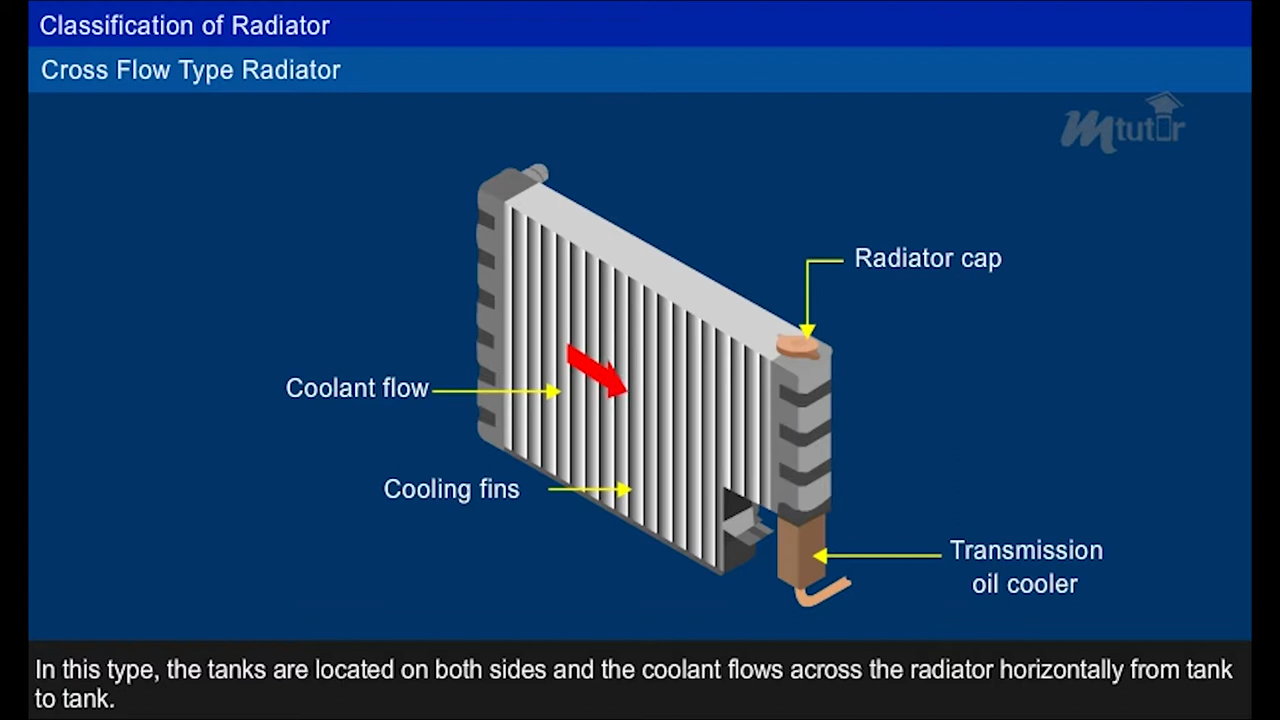 Classification of Radiator
Cross Flow Type Radiator
Mtutor
Radiator cap
Coolant flow
Cooling fins
Transmission
oil cooler
In this type, the tanks are located on both sides and the coolant flows across the radiator horizontally from tank
to tank.